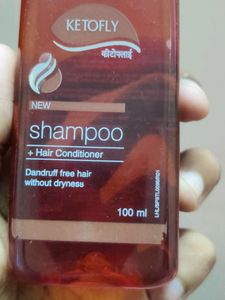 KETOFLY
कीटोफ्लाई
NEW
shampoo
+ Hair Conditioner
Dandruff free hair
without dryness
100 ml